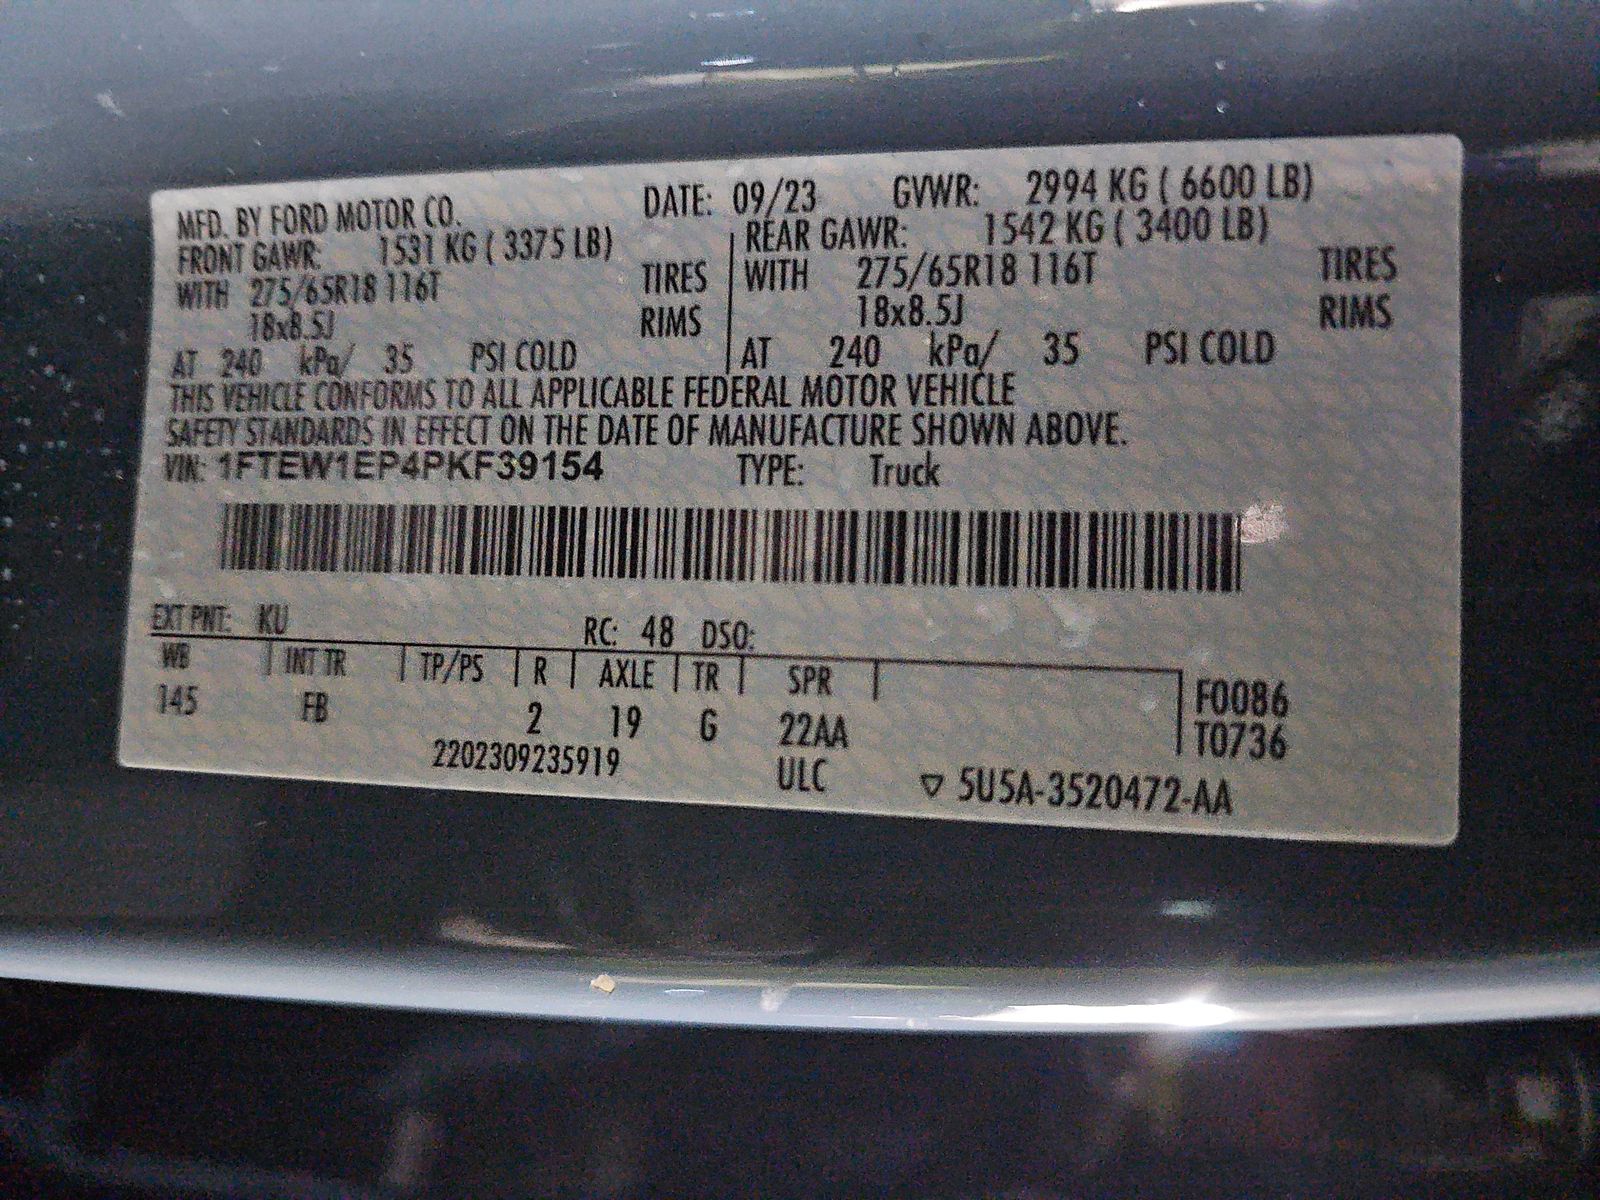 MFD. BY FORD MOTOR CO. DATE: 09/23 GVWR: 2994 KG ( 6600 LB)
FRONT GAWR: 1531 KG ( 3375 LB) REAR GAWR: 1542 KG ( 3400 LB)
WITH 275/65R18 116T TIRES WITH 275/65R18 116T TIRES
18x8.5J RIMS 18x8.5J RIMS
AT 240 kPa/ 35 PSI COLD AT 240 kPa/ 35 PSI COLD
THIS VEHICLE CONFORMS TO ALL APPLICABLE FEDERAL MOTOR VEHICLE
SAFETY STANDARDS IN EFFECT ON THE DATE OF MANUFACTURE SHOWN ABOVE.
VIN: 1FTEW1EP4PKF39154 TYPE: Truck
EXT PNT: KU RC: 48 DSO:
WB INT TR TP/PS R AXLE TR SPR F0086
145 FB 2 19 G 22AA T0736
2202309235919 ULC ▽ 5U5A-3520472-AA